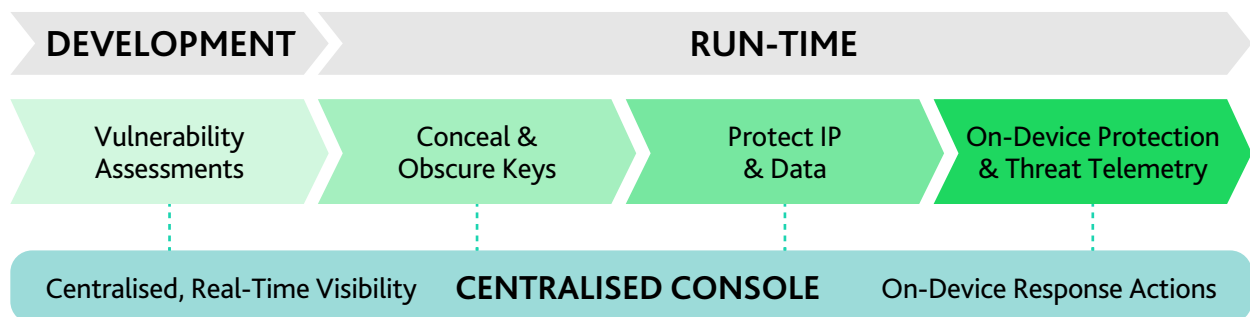 DEVELOPMENT
RUN-TIME
Vulnerability
Assessments
Conceal &
Obscure Keys
Protect IP
& Data
On-Device Protection
& Threat Telemetry
Centralised, Real-Time Visibility
CENTRALISED CONSOLE
On-Device Response Actions